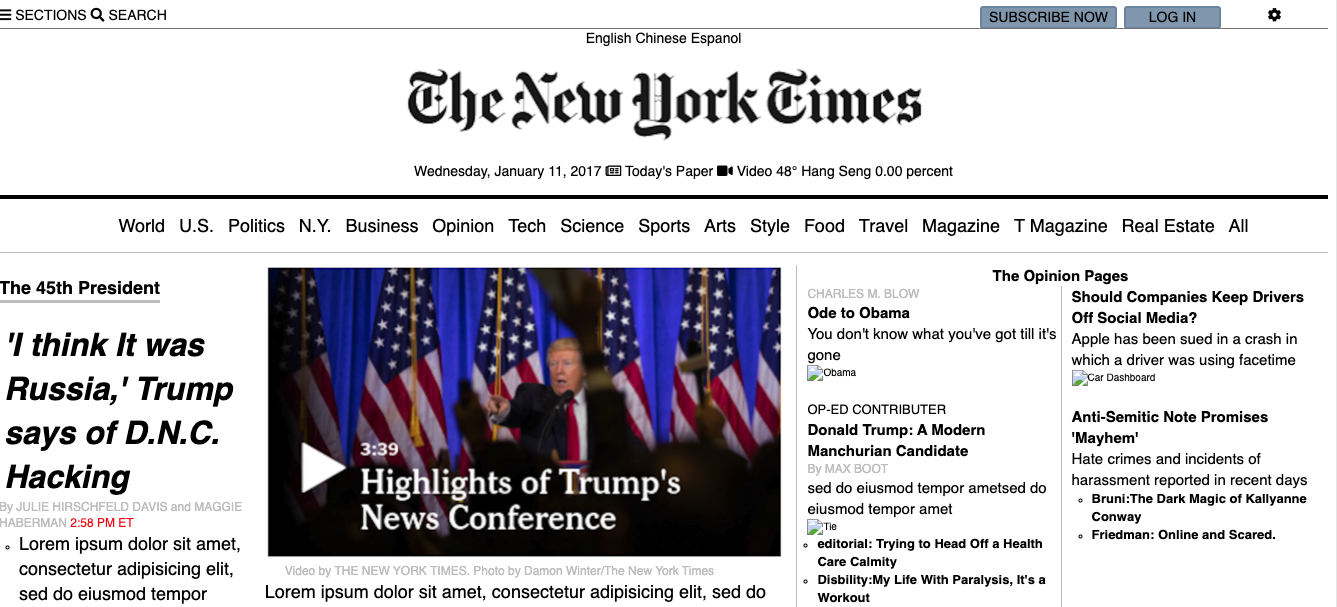 SECTIONS SEARCH
SUBSCRIBE NOW LOG IN
English Chinese Espanol
The New York Times
Wednesday, January 11, 2017 Today's Paper Video 48° Hang Seng 0.00 percent
World U.S. Politics N.Y. Business Opinion Tech Science Sports Arts Style Food Travel Magazine T Magazine Real Estate All
The 45th President
'I think It was
Russia,' Trump
says of D.N.C.
Hacking
By JULIE HIRSCHFELD DAVIS and MAGGIE
HABERMAN 2:58 PM ET
Lorem ipsum dolor sit amet,
consectetur adipisicing elit,
sed do eiusmod tempor
3:39
Highlights of Trump's
News Conference
Video by THE NEW YORK TIMES. Photo by Damon Winter/The New York Times
Lorem ipsum dolor sit amet, consectetur adipisicing elit, sed do
The Opinion Pages
CHARLES M. BLOW
Ode to Obama
You don't know what you've got till it's
gone
Obama
OP-ED CONTRIBUTER
Donald Trump: A Modern
Manchurian Candidate
By MAX BOOT
sed do eiusmod tempor ametsed do
eiusmod tempor amet
Tie
editorial: Trying to Head Off a Health
Care Calmity
Disbility:My Life With Paralysis, It's a
Workout
Should Companies Keep Drivers
Off Social Media?
Apple has been sued in a crash in
which a driver was using facetime
Car Dashboard
Anti-Semitic Note Promises
'Mayhem'
Hate crimes and incidents of
harassment reported in recent days
Bruni:The Dark Magic of Kallyanne
Conway
Friedman: Online and Scared.